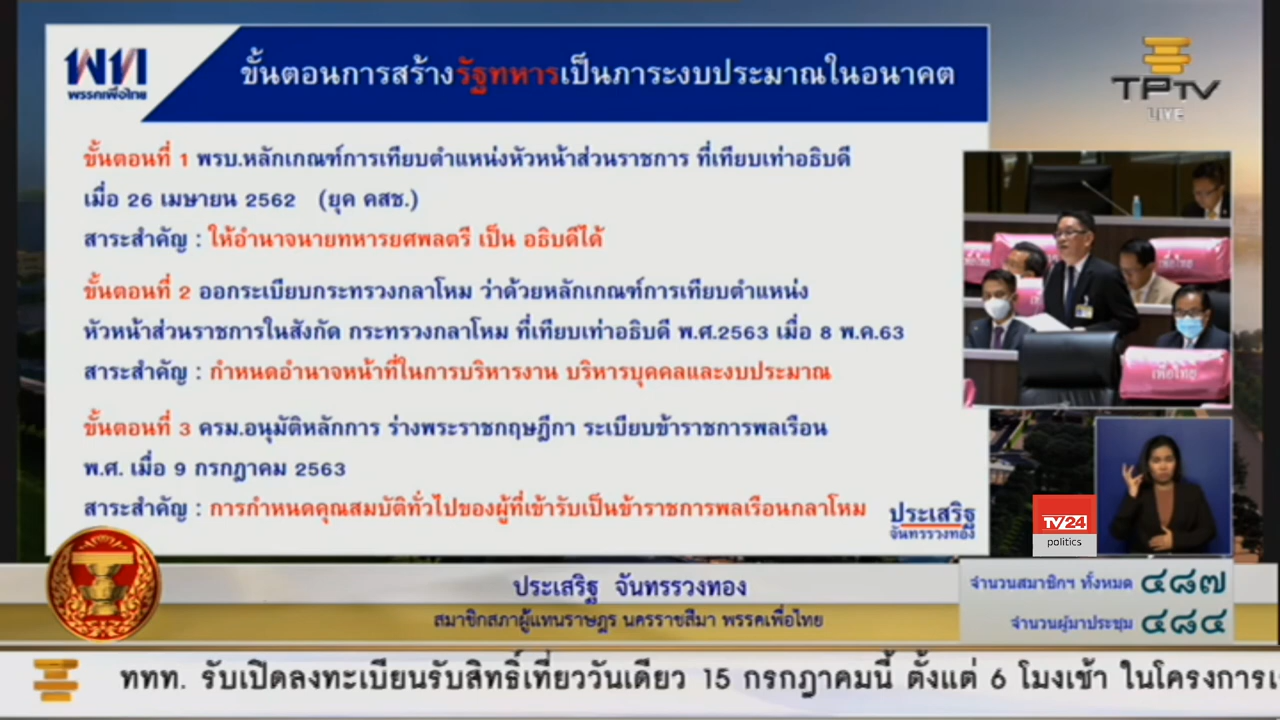 พท
พรรคเพื่อไทย
ขั้นตอนการสร้างรัฐทหารเป็นภาระงบประมาณในอนาคต
TPTV
LIVE
ขั้นตอนที่ 1 พรบ.หลักเกณฑ์การเทียบตำแหน่งหัวหน้าส่วนราชการ ที่เทียบเท่าอธิบดี
เมื่อ 26 เมษายน 2562 (ยุค คสช.)
สาระสำคัญ : ให้อำนาจนายทหารยศพลตรี เป็น อธิบดีได้
ขั้นตอนที่ 2 ออกระเบียบกระทรวงกลาโหม ว่าด้วยหลักเกณฑ์การเทียบตำแหน่ง
หัวหน้าส่วนราชการในสังกัด กระทรวงกลาโหม ที่เทียบเท่าอธิบดี พ.ศ.2563 เมื่อ 8 พ.ค.63
สาระสำคัญ : กำหนดอำนาจหน้าที่ในการบริหารงาน บริหารบุคคลและงบประมาณ
ขั้นตอนที่ 3 ครม.อนุมัติหลักการ ร่างพระราชกฤษฎีกา ระเบียบข้าราชการพลเรือน
พ.ศ. เมื่อ 9 กรกฎาคม 2563
สาระสำคัญ : การกำหนดคุณสมบัติทั่วไปของผู้ที่เข้ารับเป็นข้าราชการพลเรือนกลาโหม
ประเสริฐ
จันทรรวงทอง
เพื่อไทย
TV24
politics
ประเสริฐ จันทรรวงทอง
สมาชิกสภาผู้แทนราษฎร นครราชสีมา พรรคเพื่อไทย
จำนวนสมาชิกฯ ทั้งหมด ๔๘๗
จำนวนผู้มาประชุม ๔๘๔
ททท. รับเปิดลงทะเบียนรับสิทธิ์เที่ยววันเดียว 15 กรกฎาคมนี้ ตั้งแต่ 6 โมงเช้า ในโครงการเ